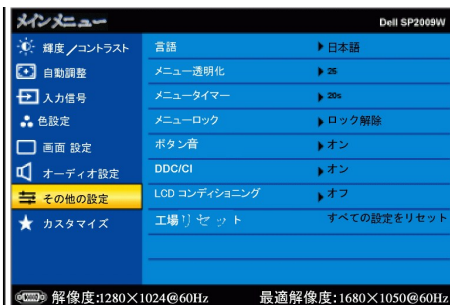 メインメニュー Dell SP2009W
輝度／コントラスト 言語 日本語
自動調整 メニュー透明化 25
入力信号 メニュータイマー 20s
色設定 メニューロック ロック解除
画面 設定 ボタン音 オン
オーディオ設定 DDC/CI オン
その他の設定 LCD コンディショニング オフ
カスタマイズ 工場リセット すべての設定をリセット
解像度:1280×1024@60Hz 最適解像度:1680×1050@60Hz